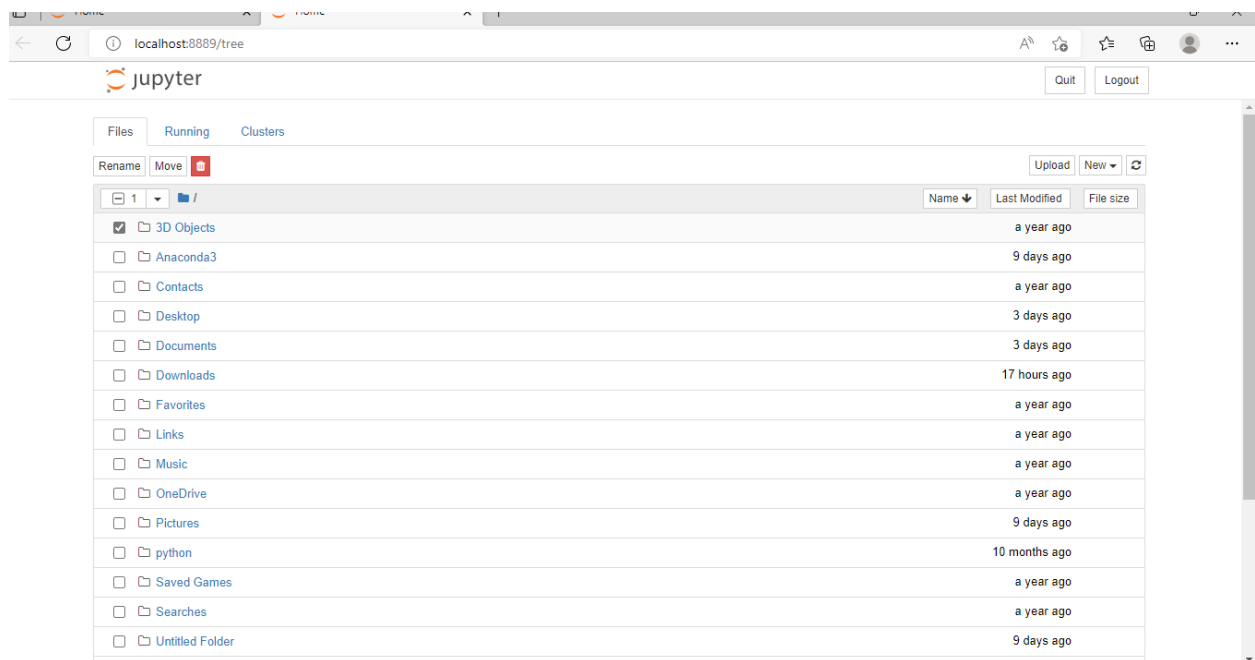 Home Home
localhost:8889/tree
jupyter Quit Logout
Files Running Clusters
Rename Move Upload New
1 / Name Last Modified File size
3D Objects a year ago
Anaconda3 9 days ago
Contacts a year ago
Desktop 3 days ago
Documents 3 days ago
Downloads 17 hours ago
Favorites a year ago
Links a year ago
Music a year ago
OneDrive a year ago
Pictures 9 days ago
python 10 months ago
Saved Games a year ago
Searches a year ago
Untitled Folder 9 days ago